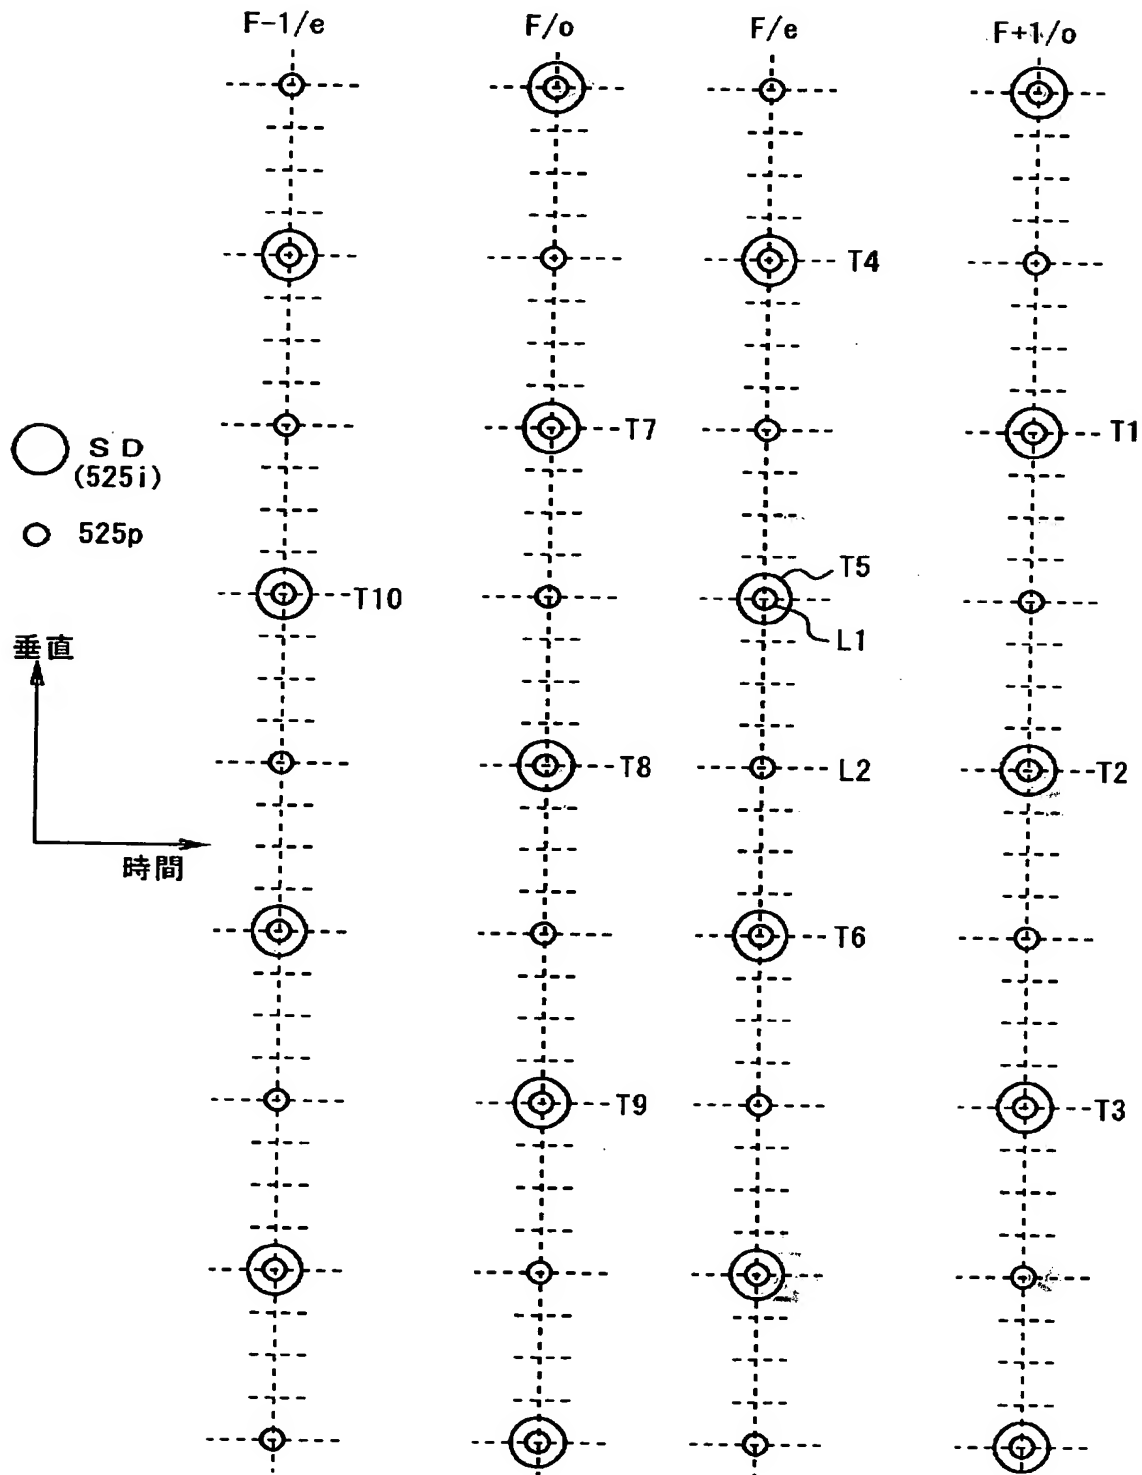 F-1/e F/o F/e F+1/o
T4
T7 T1
SD
(525i)
525p
T5
T10
L1
垂直
T8 L2 T2
時間
T6
T9 T3